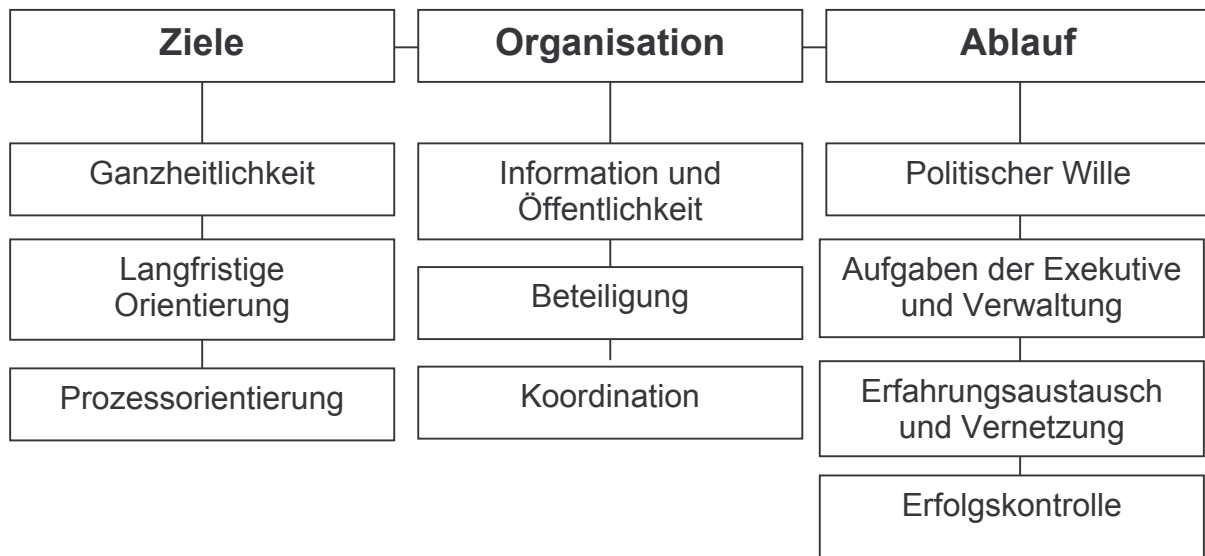 Ziele
Organisation
Ablauf
Ganzheitlichkeit
Langfristige
Orientierung
Prozessorientierung
Information und
Öffentlichkeit
Beteiligung
Koordination
Politischer Wille
Aufgaben der Exekutive
und Verwaltung
Erfahrungsaustausch
und Vernetzung
Erfolgskontrolle